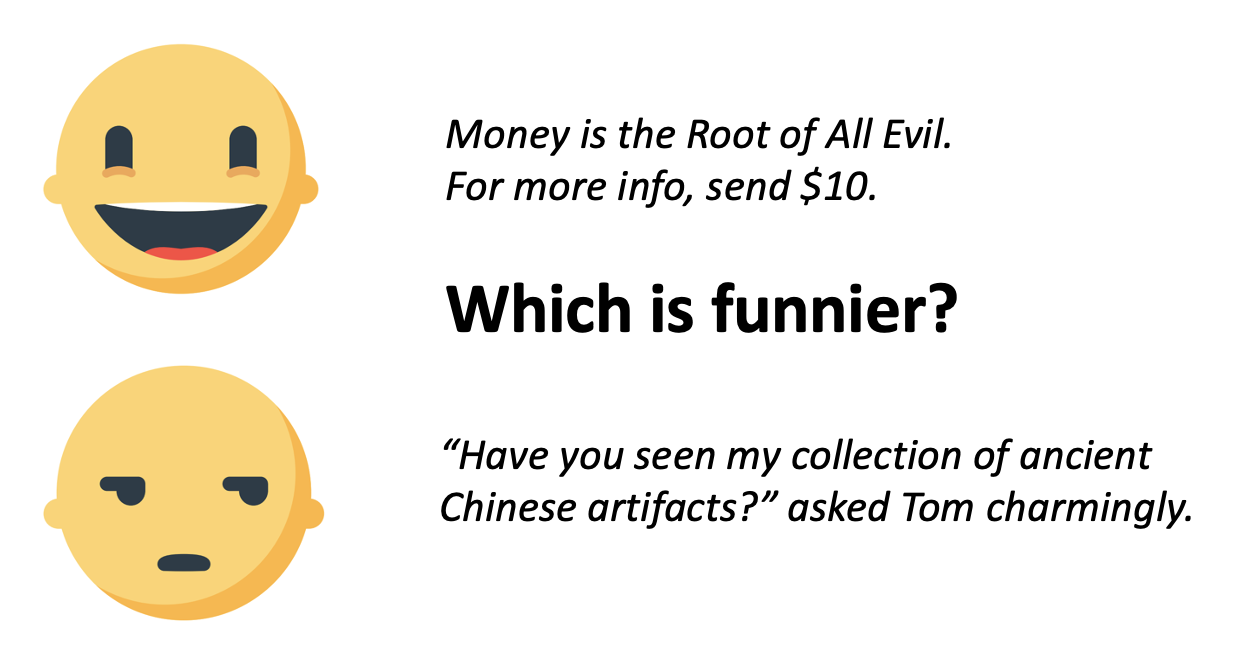 Money is the Root of All Evil.
For more info, send $10.
Which is funnier?
“Have you seen my collection of ancient
Chinese artifacts?” asked Tom charmingly.